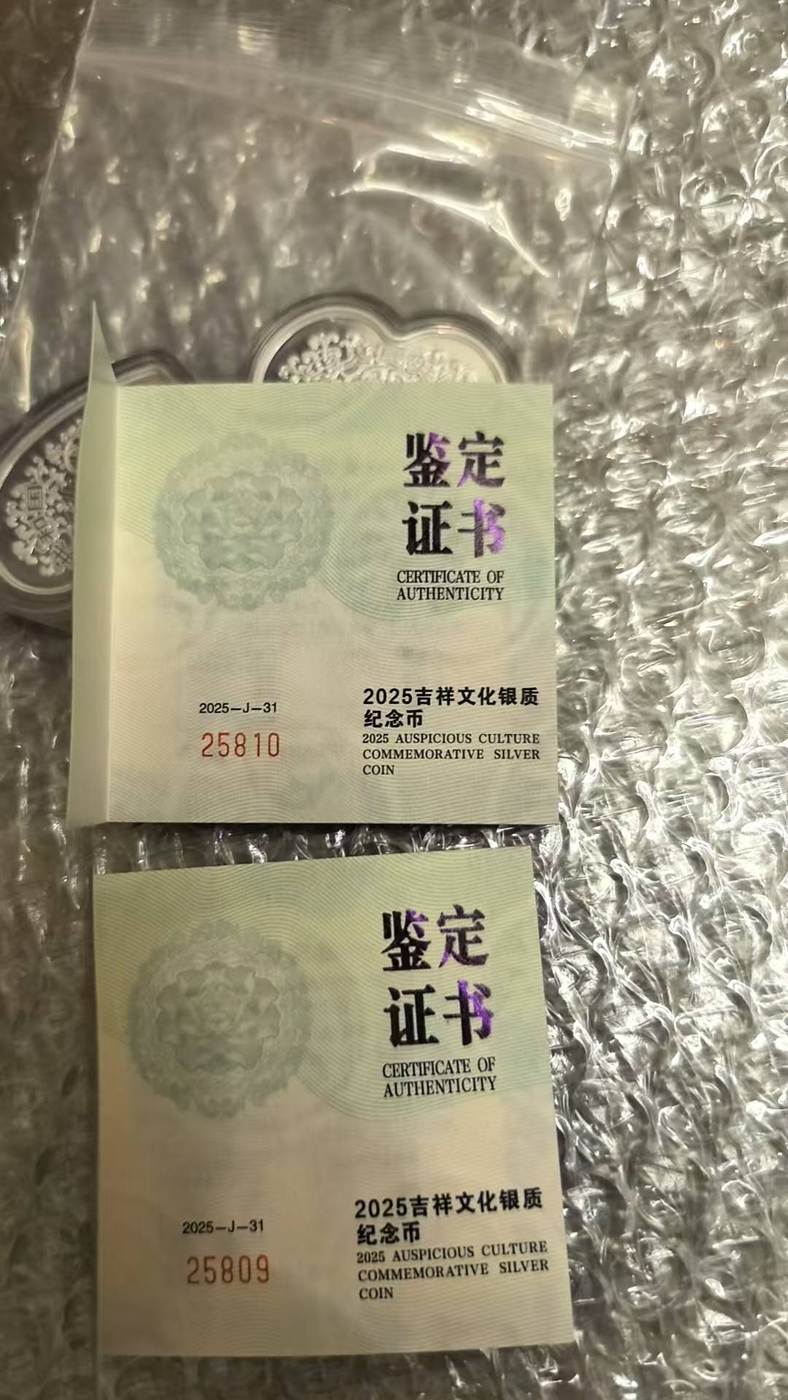 鉴定
证书
CERTIFICATE OF
AUTHENTICITY
2025—J—31
25810
2025吉祥文化银质
纪念币
2025 AUSPICIOUS CULTURE
COMMEMORATIVE SILVER
COIN
鉴定
证书
CERTIFICATE OF
AUTHENTICITY
2025—J—31
25809
2025吉祥文化银质
纪念币
2025 AUSPICIOUS CULTURE
COMMEMORATIVE SILVER
COIN